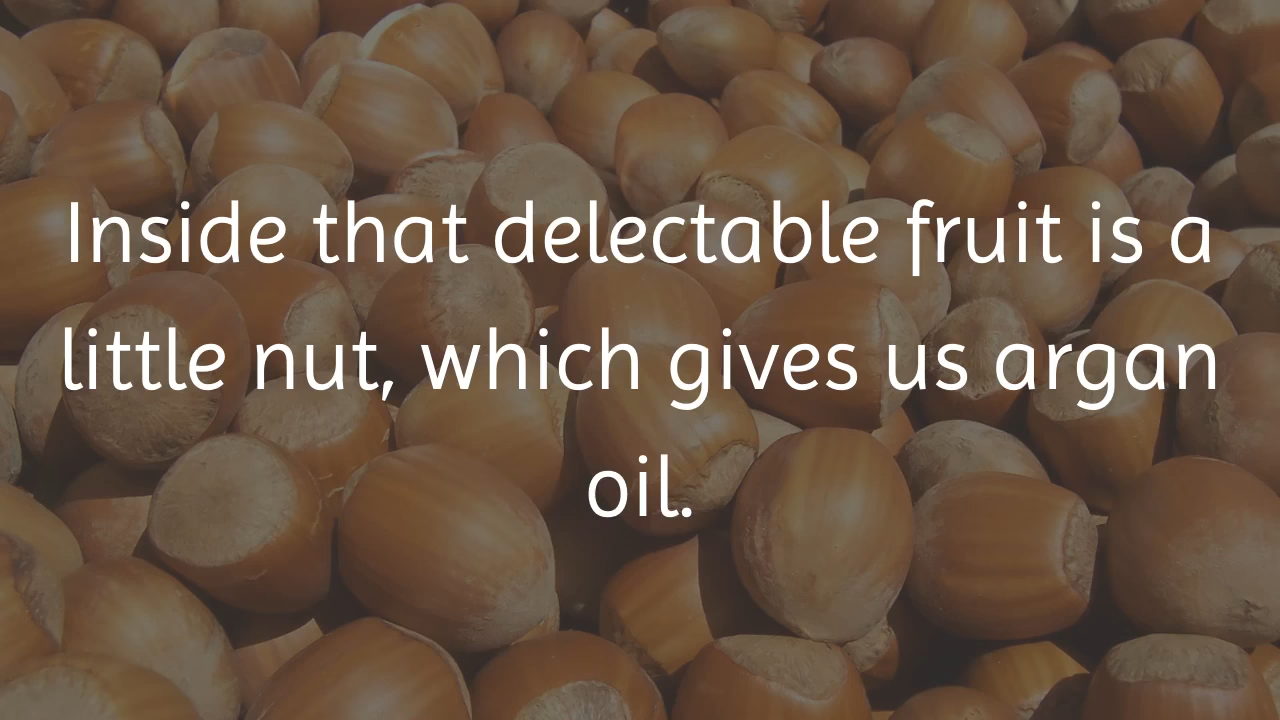 Inside that delectable fruit is a
little nut, which gives us argan
oil.